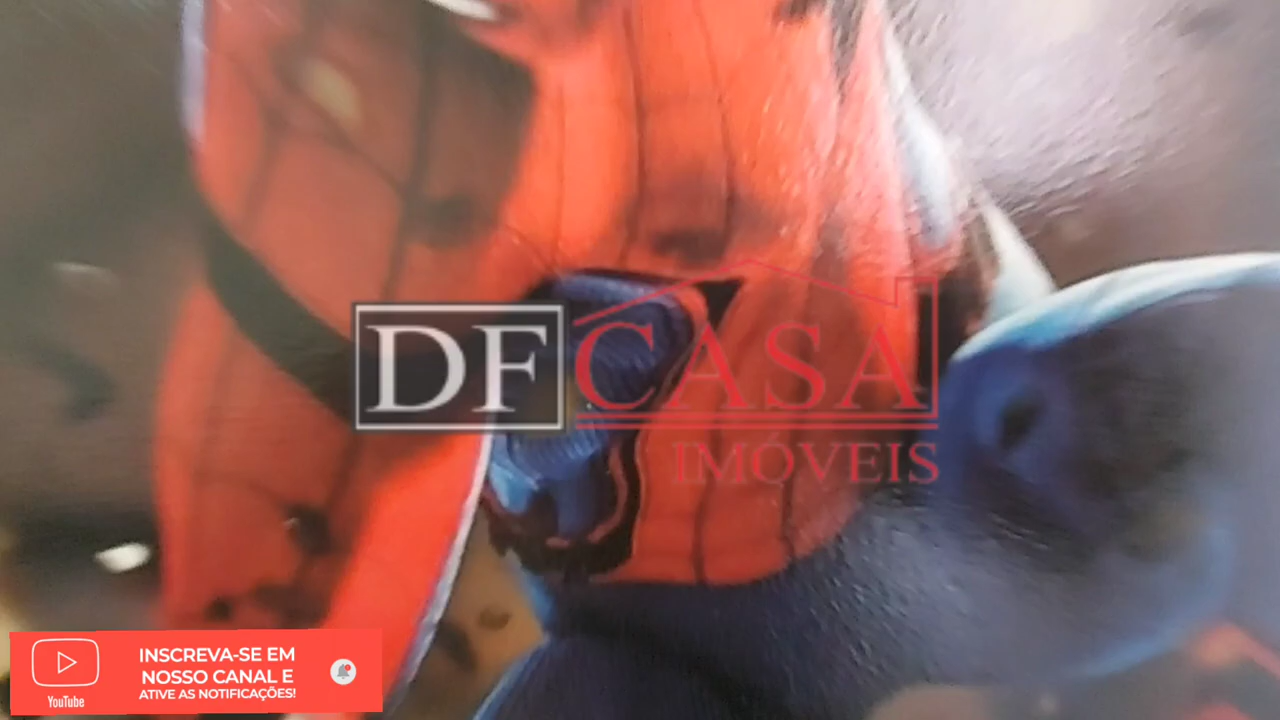 DF CASA
IMÓVEIS
INSCREVA-SE EM
NOSSO CANAL E
ATIVE AS NOTIFICAÇÕES!
YouTube